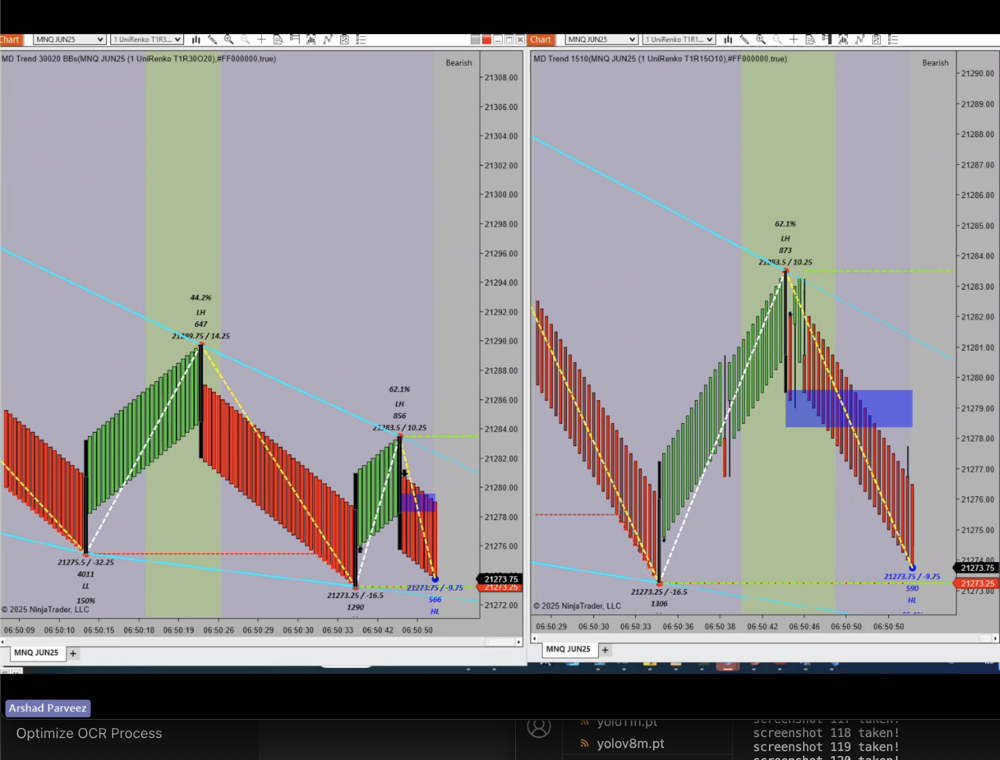 Chart
MNQ JUN25
1 UniRenko T1R3...
MD Trend 30020 BBs(MNQ JUN25 (1 UniRenko T1R30O20),#FF000000,true)
Bearish
21308.00
21306.00
21304.00
21302.00
21300.00
21298.00
21296.00
21294.00
21292.00
21290.00
21288.00
21286.00
21284.00
21282.00
21280.00
21278.00
21276.00
21273.75
21273.25
21272.00
44.2%
LH
647
21289.75 / 14.25
62.1%
LH
856
21283.5 / 10.25
21275.5 / -32.25
4011
LL
150%
21273.25 / -16.5
1290
21273.75 / -9.75
566
HL
© 2025 NinjaTrader, LLC
06:50:09
06:50:10
06:50:15
06:50:18
06:50:19
06:50:26
06:50:30
06:50:33
06:50:42
06:50:50
MNQ JUN25
+
Chart
MNQ JUN25
1 UniRenko T1R1...
MD Trend 1510(MNQ JUN25 (1 UniRenko T1R15O10),#FF000000,true)
Bearish
21290.00
21289.00
21288.00
21287.00
21286.00
21285.00
21284.00
21283.00
21282.00
21281.00
21280.00
21279.00
21278.00
21277.00
21276.00
21275.00
21273.75
21273.25
21273.00
62.1%
LH
873
21283.5 / 10.25
21273.25 / -16.5
1306
21273.75 / -9.75
590
HL
© 2025 NinjaTrader, LLC
06:50:29
06:50:30
06:50:34
06:50:38
06:50:42
06:50:46
06:50:50
06:50:50
MNQ JUN25
+
Arshad Parveez
Optimize OCR Process
yolo11n.pt
yolov8m.pt
screenshot 117 taken!
screenshot 118 taken!
screenshot 119 taken!
screenshot 120 taken!